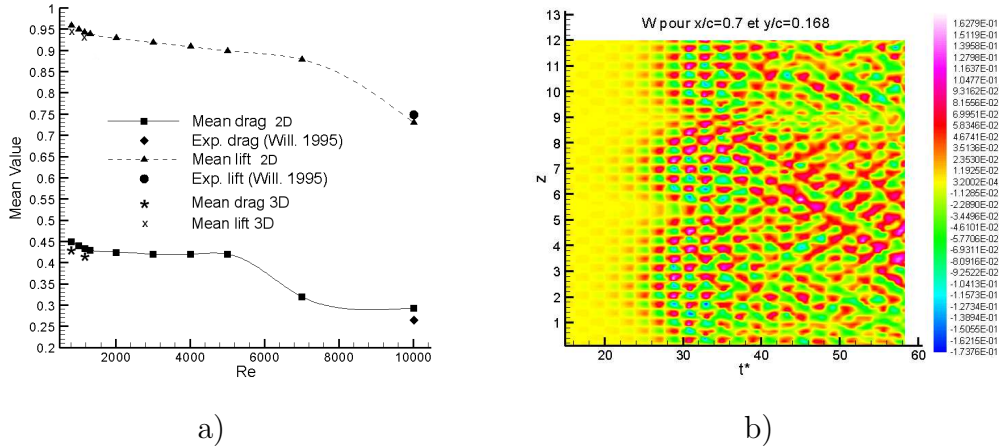 1
0.95
0.9
0.85
0.8
0.75
0.7
0.65
0.6
0.55
0.5
0.45
0.4
0.35
0.3
0.25
0.2
Mean Value
Mean drag 2D
Exp. drag (Will. 1995)
Mean lift 2D
Exp. lift (Will. 1995)
Mean drag 3D
Mean lift 3D
2000
4000
6000
8000
10000
Re
a)
W pour x/c=0.7 et y/c=0.168
13
12
11
10
9
8
7
6
5
4
3
2
1
z
20
30
40
50
60
t*
1.6279E-01
1.5119E-01
1.3958E-01
1.2798E-01
1.1637E-01
1.0477E-01
9.3162E-02
8.1556E-02
6.9951E-02
5.8346E-02
4.6741E-02
3.5136E-02
2.3530E-02
1.1925E-02
3.2002E-04
-1.1285E-02
-2.2890E-02
-3.4496E-02
-4.6101E-02
-5.7706E-02
-6.9311E-02
-8.0917E-02
-9.2522E-02
-1.0413E-01
-1.1573E-01
-1.2734E-01
-1.3894E-01
-1.5055E-01
-1.6215E-01
-1.7376E-01
b)